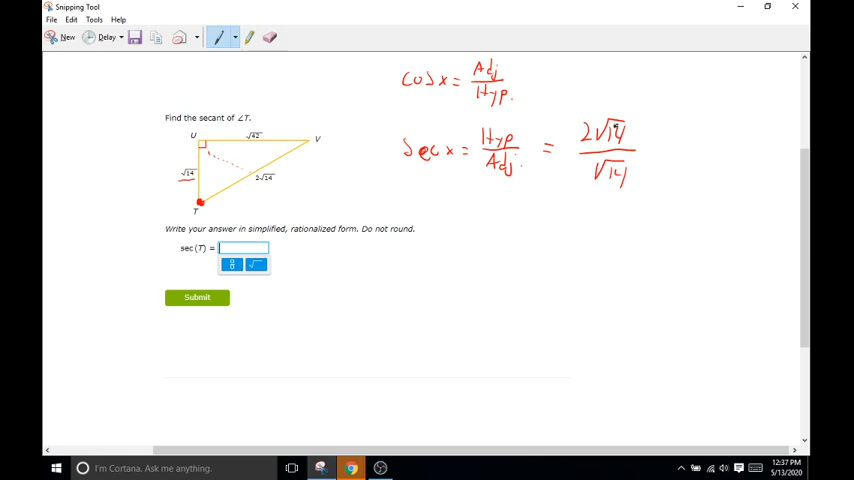 Snipping Tool
File Edit Tools Help
New Delay
cos x = Adj / Hyp.
Find the secant of ∠T.
U √42 V
sec x = Hyp / Adj. = 2√14 / √14
√14
2√14
T
Write your answer in simplified, rationalized form. Do not round.
sec (T) =
Submit
I'm Cortana. Ask me anything.
12:37 PM
5/13/2020